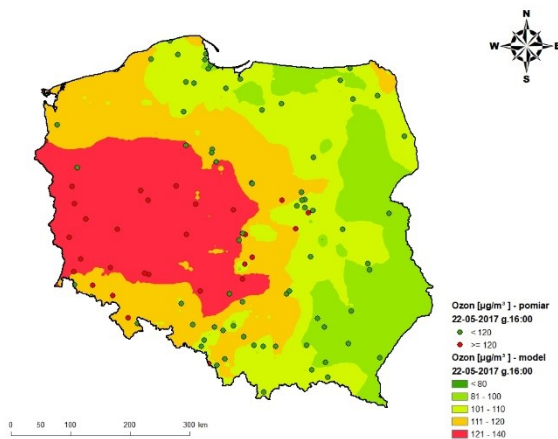 N
W E
S
Ozon [µg/m³ ] - pomiar
22-05-2017 g.16:00
< 120
>= 120
Ozon [µg/m³ ] - model
22-05-2017 g.16:00
< 80
81 - 100
101 - 110
111 - 120
121 - 140
0 50 100 200 300 km